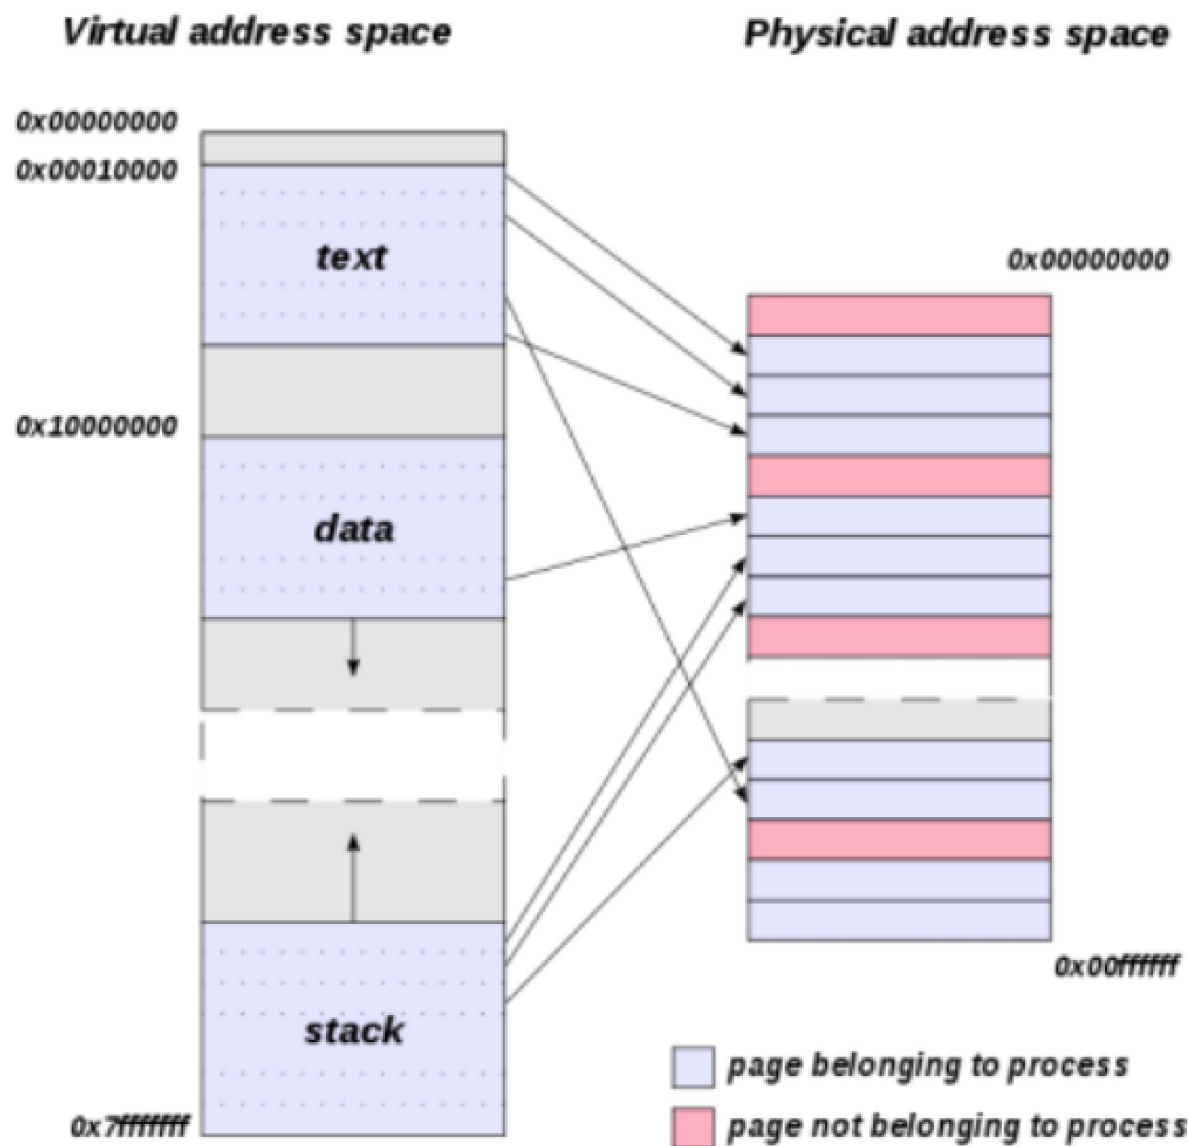 Virtual address space
Physical address space
0x00000000
0x00010000
text
0x00000000
0x10000000
data
0x00ffffff
stack
page belonging to process
0x7fffffff
page not belonging to process